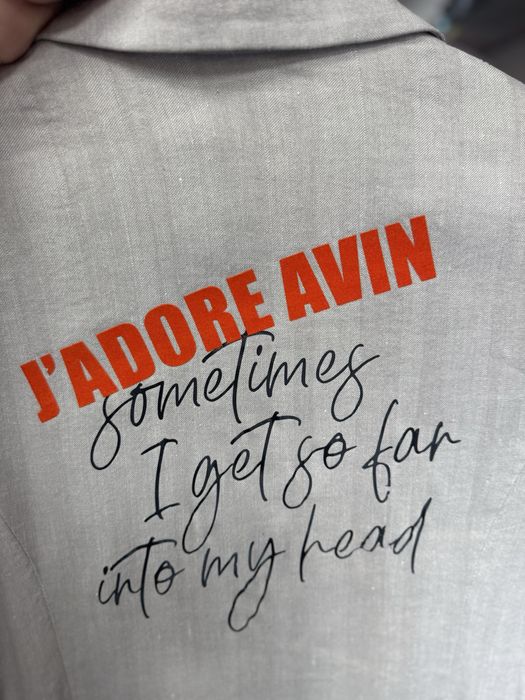 J'ADORE AVIN
sometimes
I get so far
into my head